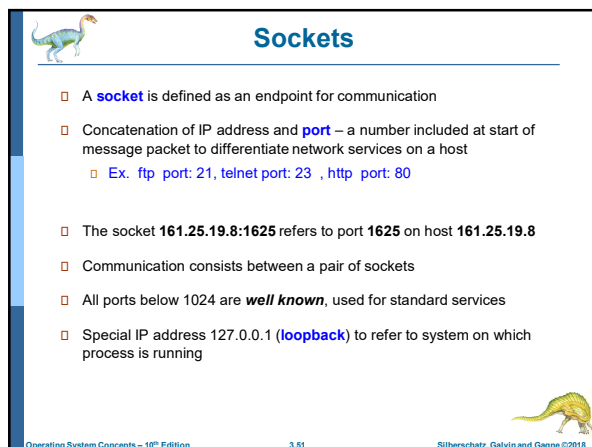 Sockets
A socket is defined as an endpoint for communication
Concatenation of IP address and port – a number included at start of
message packet to differentiate network services on a host
Ex. ftp port: 21, telnet port: 23 , http port: 80
The socket 161.25.19.8:1625 refers to port 1625 on host 161.25.19.8
Communication consists between a pair of sockets
All ports below 1024 are well known, used for standard services
Special IP address 127.0.0.1 (loopback) to refer to system on which
process is running
Operating System Concepts – 10th Edition 3.51 Silberschatz, Galvin and Gagne ©2018